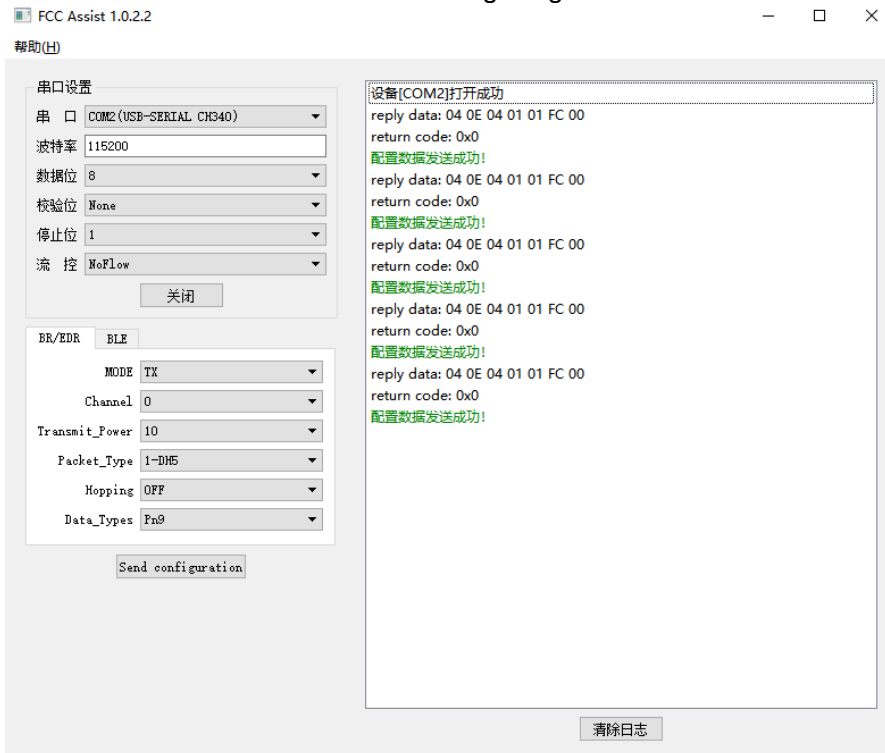 FCC Assist 1.0.2.2
帮助(H)
串口设置
串 口 COM2(USB-SERIAL CH340)
波特率 115200
数据位 8
校验位 None
停止位 1
流 控 NoFlow
关闭
BR/EDR BLE
MODE TX
Channel 0
Transmit_Power 10
Packet_Type 1-DH5
Hopping OFF
Data_Types Pn9
Send configuration
设备[COM2]打开成功
reply data: 04 0E 04 01 01 FC 00
return code: 0x0
配置数据发送成功!
reply data: 04 0E 04 01 01 FC 00
return code: 0x0
配置数据发送成功!
reply data: 04 0E 04 01 01 FC 00
return code: 0x0
配置数据发送成功!
reply data: 04 0E 04 01 01 FC 00
return code: 0x0
配置数据发送成功!
reply data: 04 0E 04 01 01 FC 00
return code: 0x0
配置数据发送成功!
清除日志